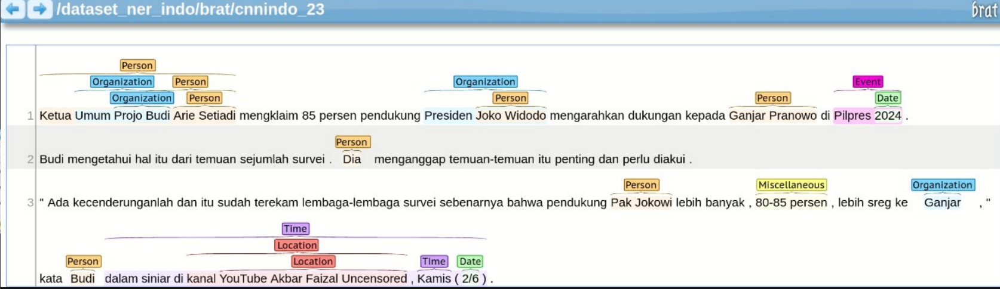 /dataset_ner_indo/brat/cnnindo_23 brat
Person
Organization Person Organization Event
Organization Person Person Person Date
1 Ketua Umum Projo Budi Arie Setiadi mengklaim 85 persen pendukung Presiden Joko Widodo mengarahkan dukungan kepada Ganjar Pranowo di Pilpres 2024 .
Person
2 Budi mengetahui hal itu dari temuan sejumlah survei . Dia menganggap temuan-temuan itu penting dan perlu diakui .
Person Miscellaneous Organization
3 " Ada kecenderunganlah dan itu sudah terekam lembaga-lembaga survei sebenarnya bahwa pendukung Pak Jokowi lebih banyak , 80-85 persen , lebih sreg ke Ganjar , "
Time
Location
Person Location Time Date
kata Budi dalam siniar di kanal YouTube Akbar Faizal Uncensored , Kamis ( 2/6 ) .